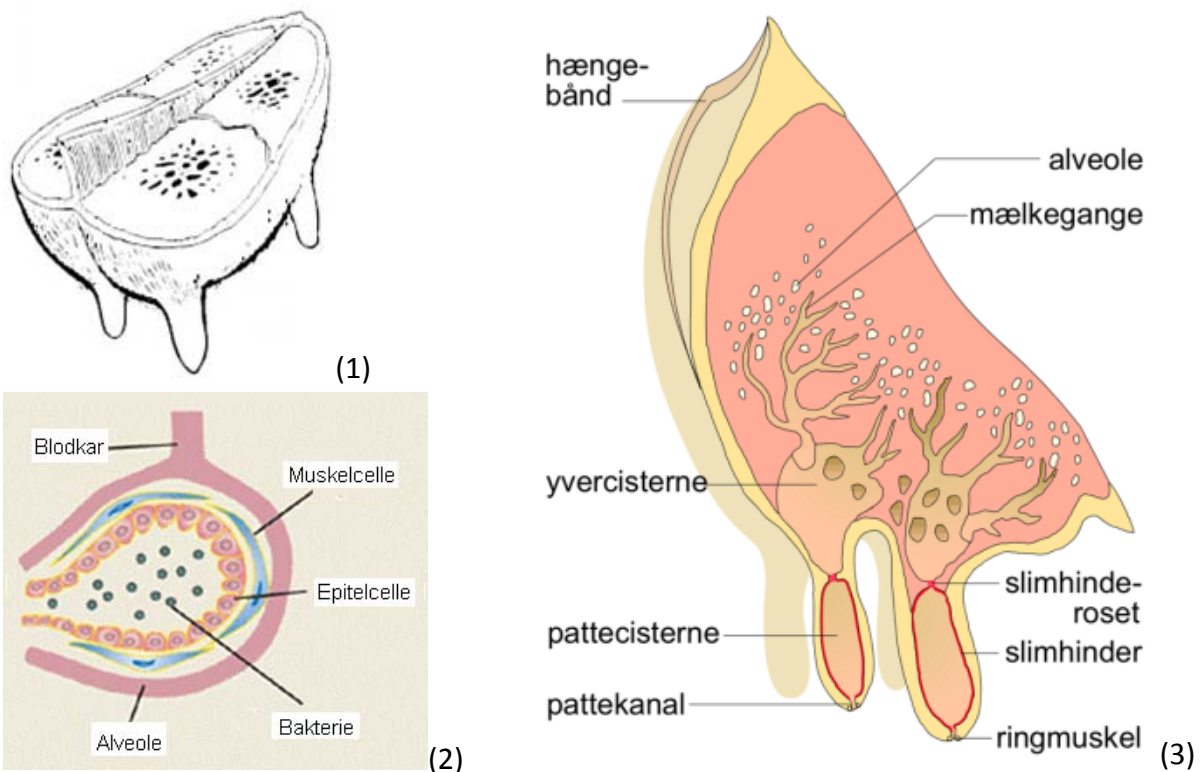 (1)
Blodkar
Muskelcelle
Epitelcelle
Bakterie
Alveole
(2)
hænge-
bånd
alveole
mælkegange
yvercisterne
slimhinde-
roset
pattecisterne
slimhinder
pattekanal
ringmuskel
(3)